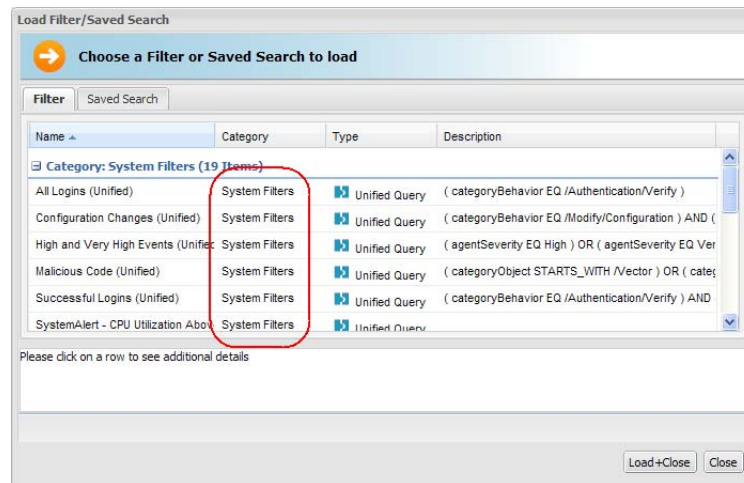 Load Filter/Saved Search
Choose a Filter or Saved Search to load
Filter Saved Search
Name Category Type Description
Category: System Filters (19 Items)
All Logins (Unified) System Filters Unified Query ( categoryBehavior EQ /Authentication/Verify )
Configuration Changes (Unified) System Filters Unified Query ( categoryBehavior EQ /Modify/Configuration ) AND (
High and Very High Events (Unified System Filters Unified Query ( agentSeverity EQ High ) OR ( agentSeverity EQ Ver
Malicious Code (Unified) System Filters Unified Query ( categoryObject STARTS_WITH /Vector ) OR ( categ
Successful Logins (Unified) System Filters Unified Query ( categoryBehavior EQ /Authentication/Verify ) AND
SystemAlert - CPU Utilization Abov System Filters Unified Query
Please click on a row to see additional details
Load+Close Close